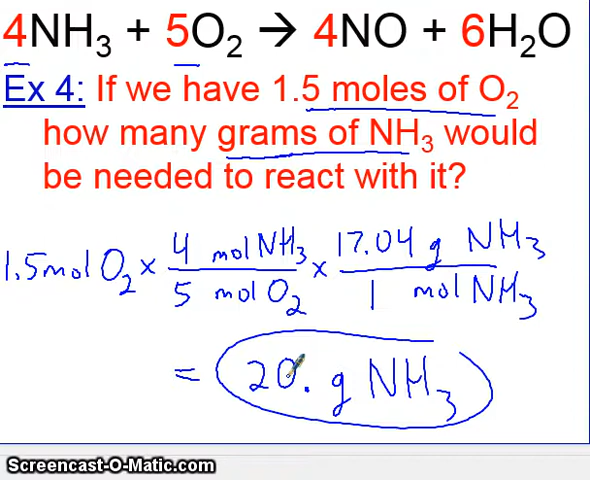 4NH₃ + 5O₂ → 4NO + 6H₂O
Ex 4: If we have 1.5 moles of O₂
how many grams of NH₃ would
be needed to react with it?
1.5mol O₂ × 4 mol NH₃ / 5 mol O₂ × 17.04 g NH₃ / 1 mol NH₃
= 20. g NH₃
Screencast-O-Matic.com